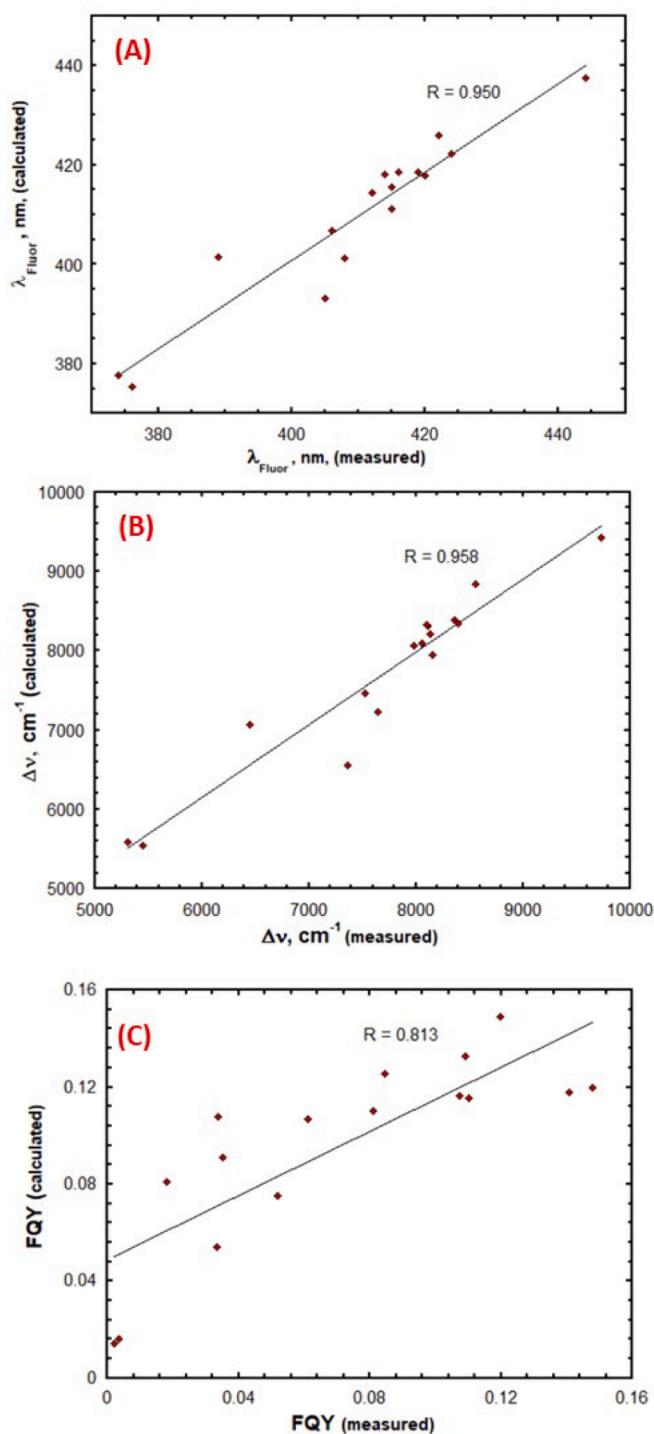 (A)
R = 0.950
440
420
400
380
λFluor , nm, (calculated)
380 400 420 440
λFluor , nm, (measured)
(B)
R = 0.958
10000
9000
8000
7000
6000
5000
Δν, cm-1 (calculated)
5000 6000 7000 8000 9000 10000
Δν, cm-1 (measured)
(C)
R = 0.813
0.16
0.12
0.08
0.04
0
FQY (calculated)
0 0.04 0.08 0.12 0.16
FQY (measured)